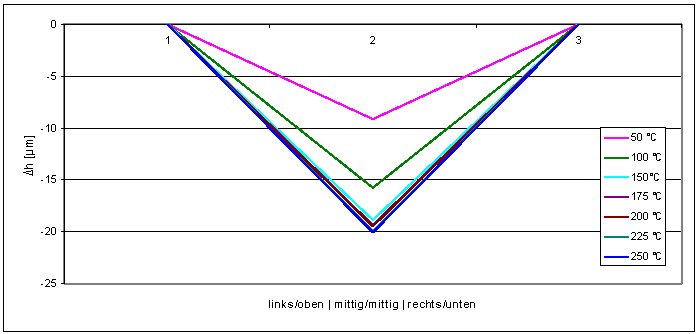 0
1 2 3
-5
-10
-15
-20
-25
Δh [µm]
50 °C
100 °C
150°C
175 °C
200 °C
225 °C
250 °C
links/oben | mittig/mittig | rechts/unten